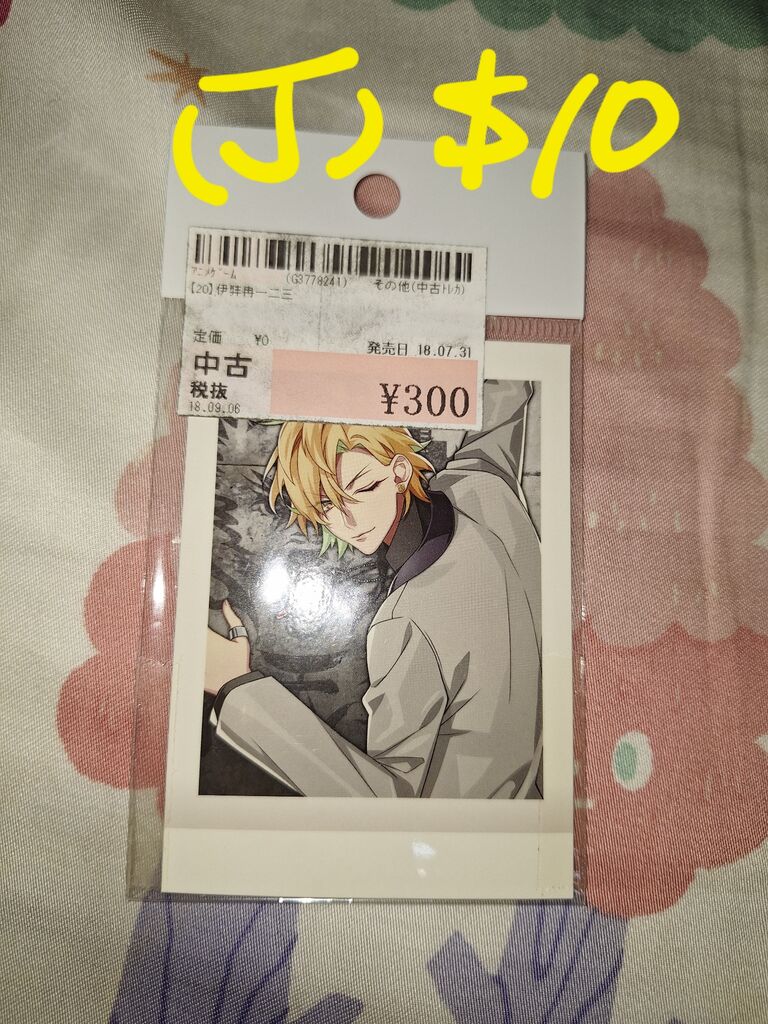 (J) $10
ｱﾆﾒｹﾞｰﾑ (G3778241) その他(中古ﾄﾚｶ)
【20】.伊弉冉一二三
定価 ¥0 発売日 18.07.31
中古
税抜 ¥300
18.09.06